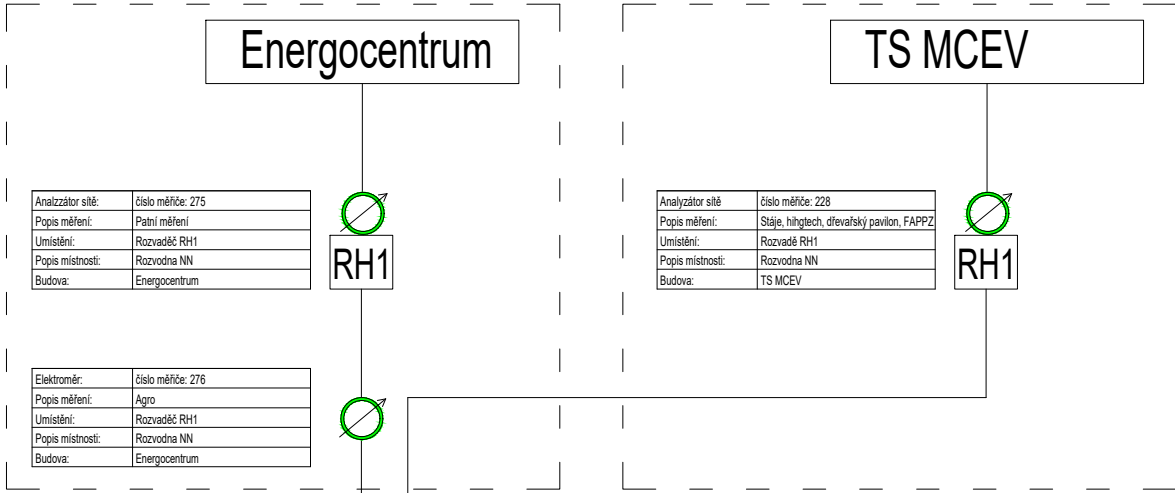 Energocentrum
TS MCEV
Analzzátor sítě: číslo měřiče: 275
Popis měření: Patní měření
Umístění: Rozvaděč RH1
Popis místnosti: Rozvodna NN
Budova: Energocentrum
RH1
Analyzátor sítě číslo měřiče: 228
Popis měření: Stáje, hihgtech, dřevařský pavilon, FAPPZ
Umístění: Rozvadě RH1
Popis místnosti: Rozvodna NN
Budova: TS MCEV
RH1
Elektroměr: číslo měřiče: 276
Popis měření: Agro
Umístění: Rozvaděč RH1
Popis místnosti: Rozvodna NN
Budova: Energocentrum